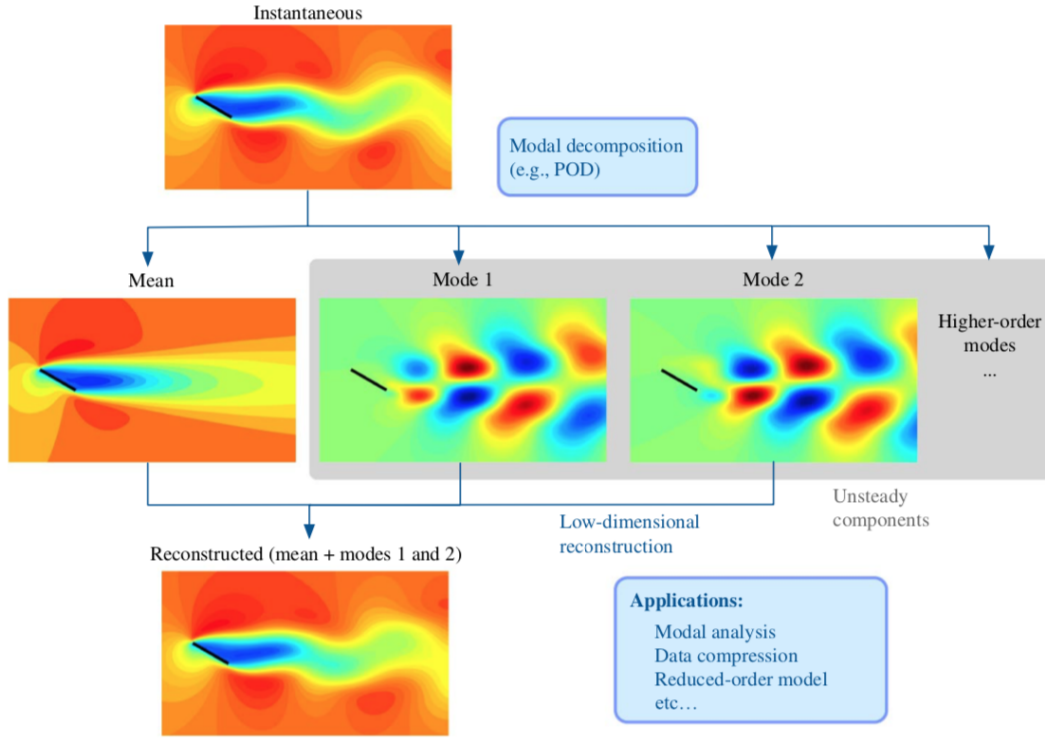 Instantaneous
Modal decomposition
(e.g., POD)
Mean
Mode 1
Mode 2
Higher-order
modes
...
Unsteady
components
Low-dimensional
reconstruction
Reconstructed (mean + modes 1 and 2)
Applications:
Modal analysis
Data compression
Reduced-order model
etc…